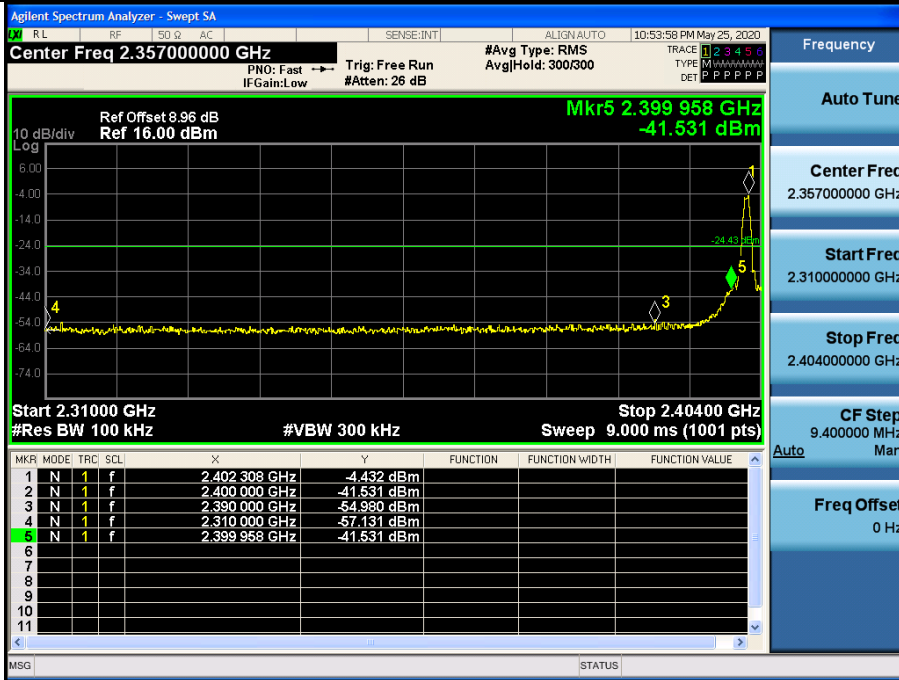 Agilent Spectrum Analyzer - Swept SA
LXI RL RF 50 Ω AC SENSE:INT ALIGN AUTO 10:53:58 PM May 25, 2020
Center Freq 2.357000000 GHz #Avg Type: RMS TRACE 1 2 3 4 5 6
PNO: Fast Trig: Free Run Avg|Hold: 300/300 TYPE M
IFGain:Low #Atten: 26 dB DET P P P P P P
Mkr5 2.399 958 GHz
-41.531 dBm
Ref Offset 8.96 dB
10 dB/div Ref 16.00 dBm
Log
6.00
-4.00
-14.0
-24.0
-34.0
-44.0
-54.0
-64.0
-74.0
1
-24.43 dBm
5
4
3
Start 2.31000 GHz Stop 2.40400 GHz
#Res BW 100 kHz #VBW 300 kHz Sweep 9.000 ms (1001 pts)
MKR MODE TRC SCL X Y FUNCTION FUNCTION WIDTH FUNCTION VALUE
1 N 1 f 2.402 308 GHz -4.432 dBm
2 N 1 f 2.400 000 GHz -41.531 dBm
3 N 1 f 2.390 000 GHz -54.980 dBm
4 N 1 f 2.310 000 GHz -57.131 dBm
5 N 1 f 2.399 958 GHz -41.531 dBm
6
7
8
9
10
11
MSG STATUS
Frequency
Auto Tune
Center Freq
2.357000000 GHz
Start Freq
2.310000000 GHz
Stop Freq
2.404000000 GHz
CF Step
9.400000 MHz
Auto Man
Freq Offset
0 Hz